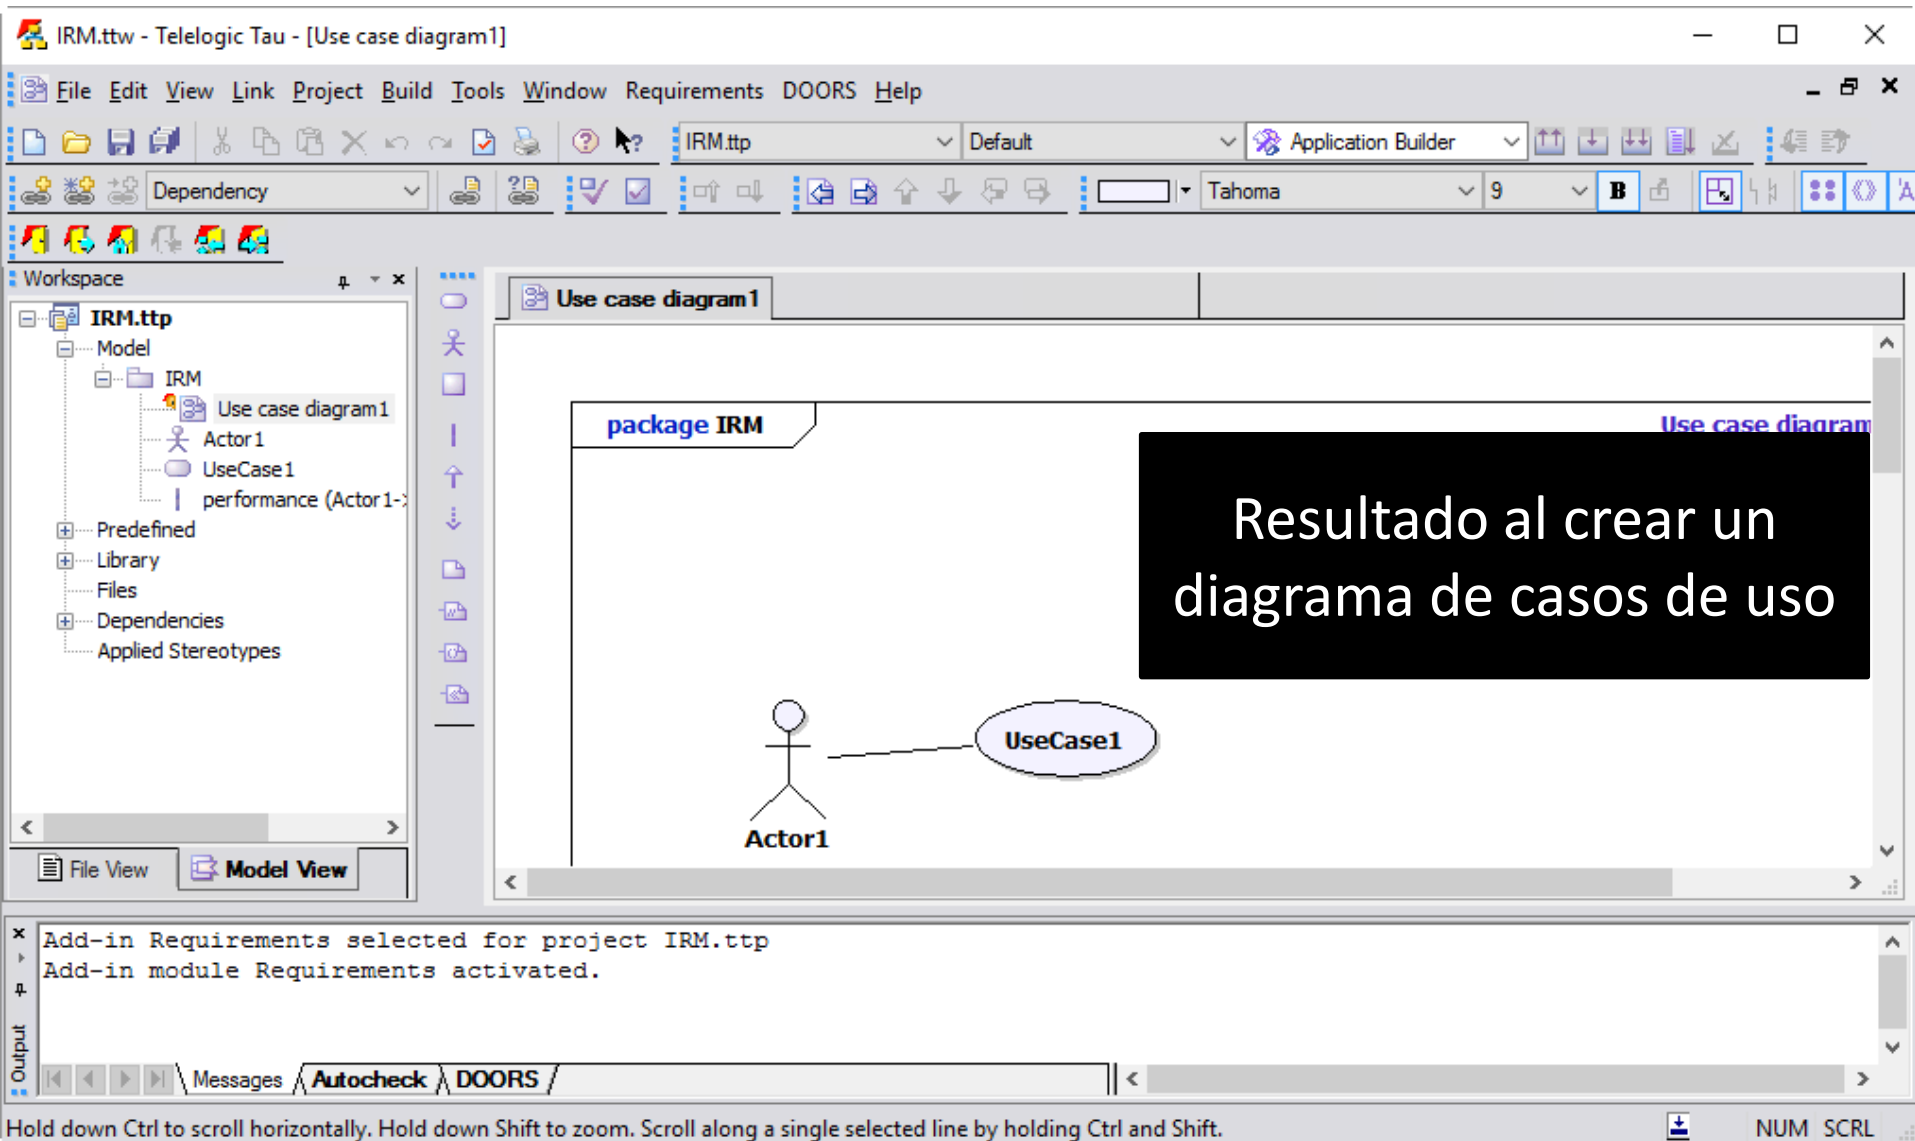 IRM.ttw - Telelogic Tau - [Use case diagram1]
File Edit View Link Project Build Tools Window Requirements DOORS Help
IRM.ttp Default Application Builder
Dependency Tahoma 9 B
Workspace
Use case diagram1
IRM.ttp
Model
IRM
Use case diagram1
Actor1
UseCase1
performance (Actor1-
Predefined
Library
Files
Dependencies
Applied Stereotypes
File View Model View
package IRM
Use case diagram
Resultado al crear un
diagrama de casos de uso
UseCase1
Actor1
Add-in Requirements selected for project IRM.ttp
Add-in module Requirements activated.
Output
Messages Autocheck DOORS
Hold down Ctrl to scroll horizontally. Hold down Shift to zoom. Scroll along a single selected line by holding Ctrl and Shift.
NUM SCRL